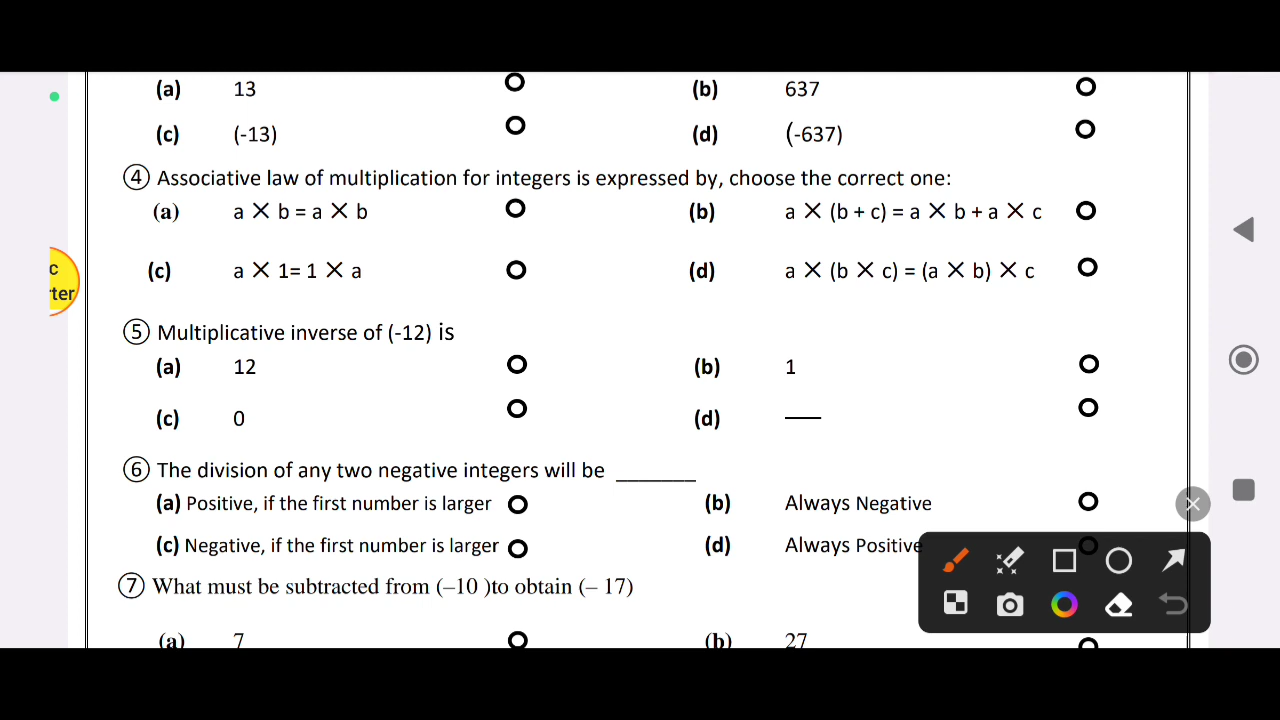 (a) 13 (b) 637
(c) (-13) (d) (-637)
④ Associative law of multiplication for integers is expressed by, choose the correct one:
(a) a × b = a × b (b) a × (b + c) = a × b + a × c
c
ter
(c) a × 1= 1 × a (d) a × (b × c) = (a × b) × c
⑤ Multiplicative inverse of (-12) is
(a) 12 (b) 1
(c) 0 (d) —
⑥ The division of any two negative integers will be _______
(a) Positive, if the first number is larger (b) Always Negative
(c) Negative, if the first number is larger (d) Always Positive
⑦ What must be subtracted from (–10 )to obtain (– 17)
(a) 7 (b) 27